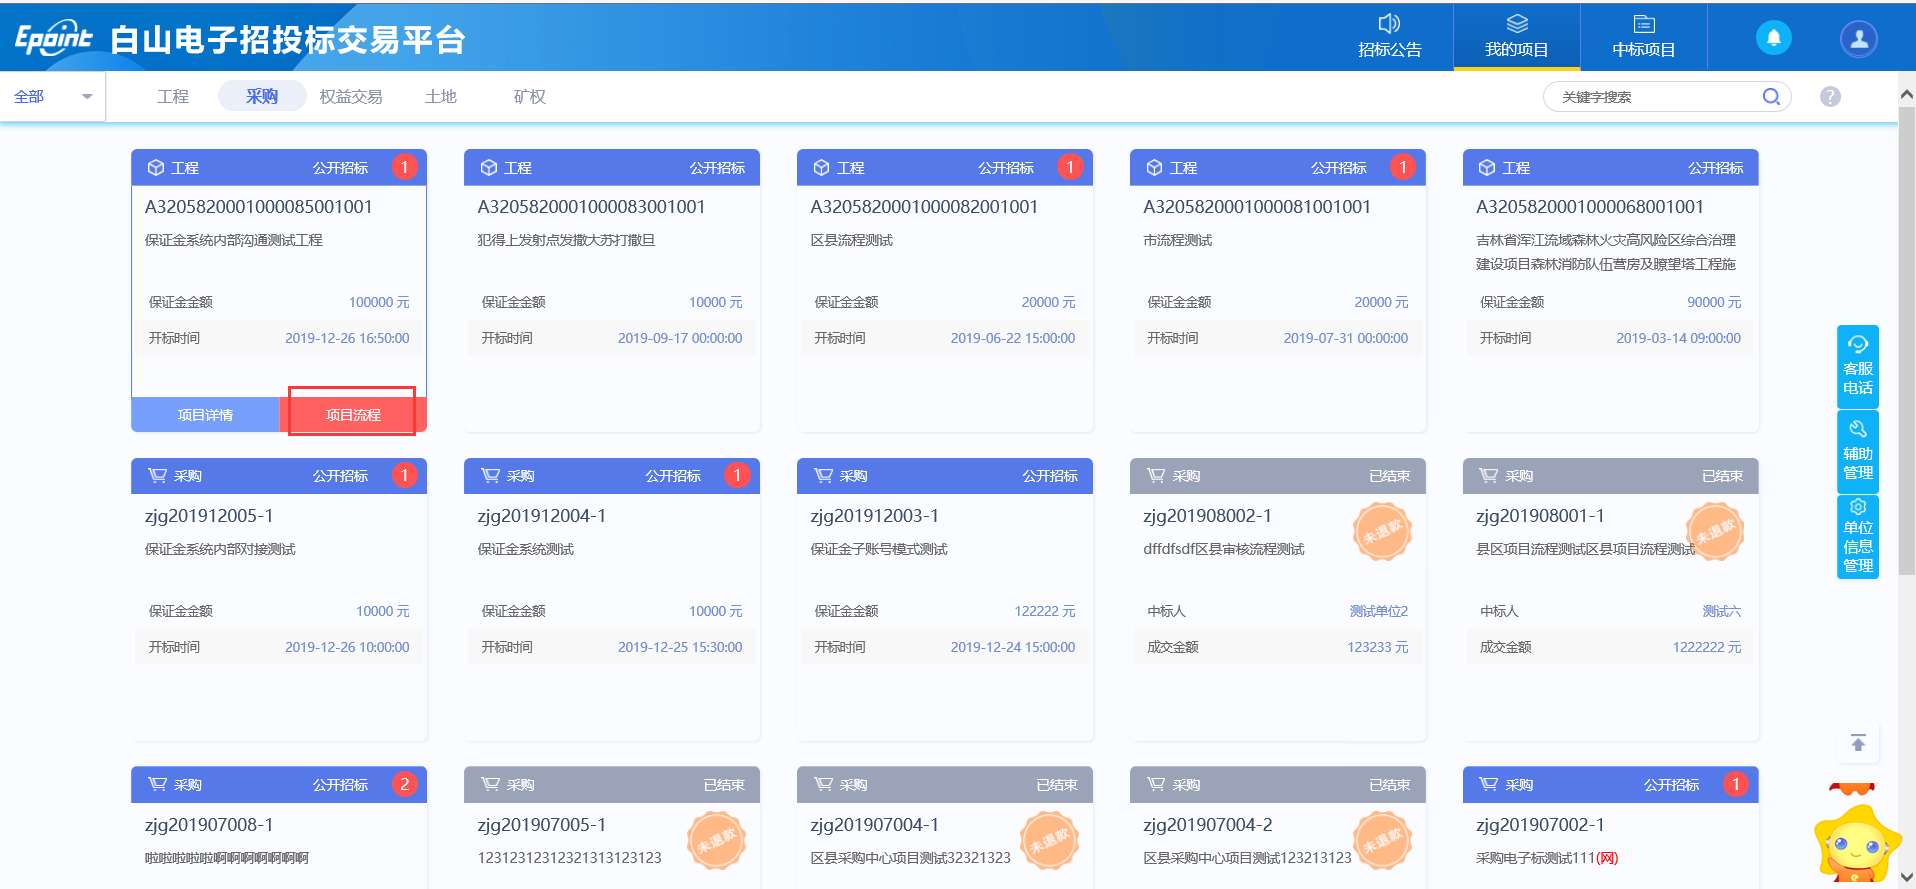 Epoint 白山电子招投标交易平台
招标公告
我的项目
中标项目
全部
工程
采购
权益交易
土地
矿权
关键字搜索
?
工程 公开招标 1
A3205820001000085001001
保证金系统内部沟通测试工程
保证金金额 100000 元
开标时间 2019-12-26 16:50:00
项目详情 项目流程
工程 公开招标
A3205820001000083001001
犯得上发射点发撒大苏打撒旦
保证金金额 10000 元
开标时间 2019-09-17 00:00:00
工程 公开招标 1
A3205820001000082001001
区县流程测试
保证金金额 20000 元
开标时间 2019-06-22 15:00:00
工程 公开招标 1
A3205820001000081001001
市流程测试
保证金金额 20000 元
开标时间 2019-07-31 00:00:00
工程 公开招标
A3205820001000068001001
吉林省浑江流域森林火灾高风险区综合治理
建设项目森林消防队伍营房及瞭望塔工程施
保证金金额 90000 元
开标时间 2019-03-14 09:00:00
采购 公开招标 1
zjg201912005-1
保证金系统内部对接测试
保证金金额 10000 元
开标时间 2019-12-26 10:00:00
采购 公开招标 1
zjg201912004-1
保证金系统测试
保证金金额 10000 元
开标时间 2019-12-25 15:30:00
采购 公开招标
zjg201912003-1
保证金子账号模式测试
保证金金额 122222 元
开标时间 2019-12-24 15:00:00
采购 已结束
zjg201908002-1
未退款
dffdfsdf区县审核流程测试
中标人 测试单位2
成交金额 123233 元
采购 已结束
zjg201908001-1
未退款
县区项目流程测试区县项目流程测试
中标人 测试六
成交金额 1222222 元
采购 公开招标 2
zjg201907008-1
啦啦啦啦啦啊啊啊啊啊啊啊
采购 已结束
zjg201907005-1
未退款
12312312312321313123123
采购 已结束
zjg201907004-1
未退款
区县采购中心项目测试32321323
采购 已结束
zjg201907004-2
未退款
区县采购中心项目测试123213123
采购 公开招标 1
zjg201907002-1
采购电子标测试111(网)
客服
电话
辅助
管理
单位
信息
管理